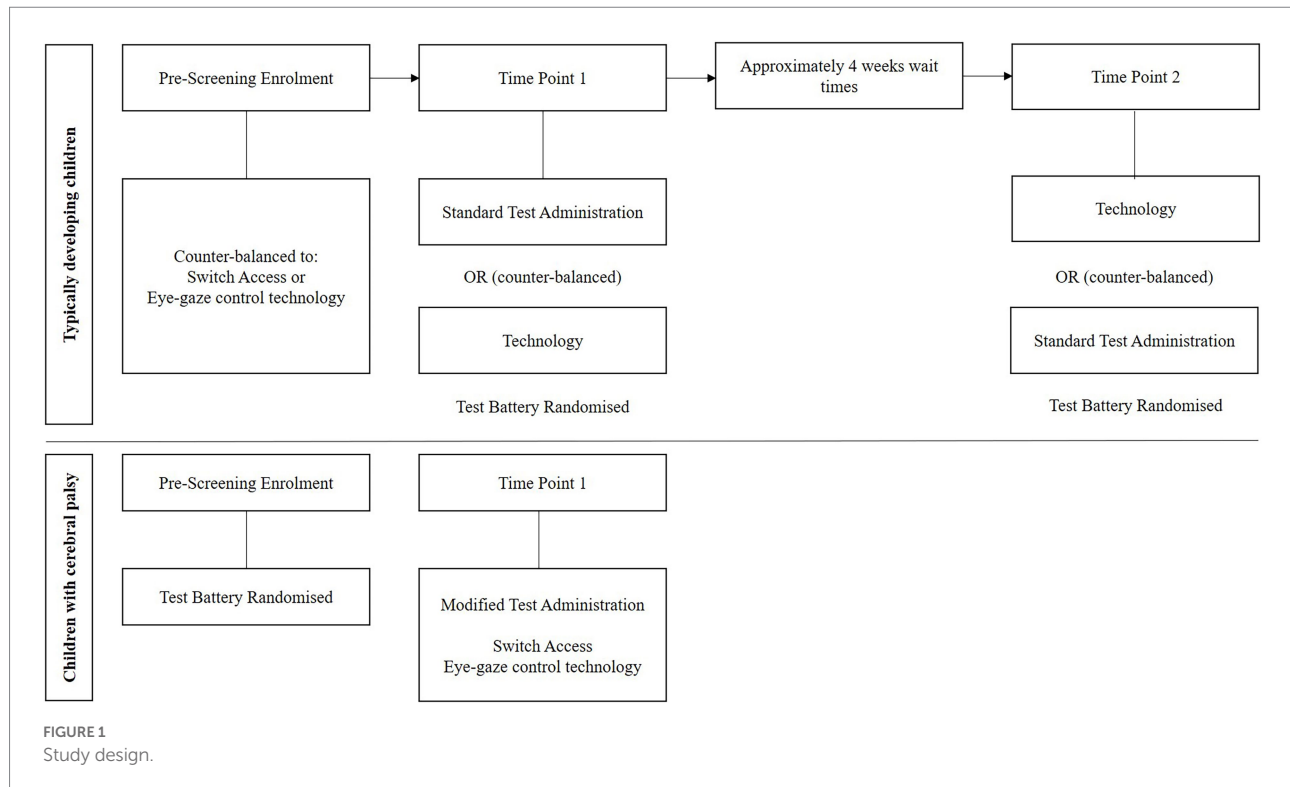 Typically developing children
Pre-Screening Enrolment
Time Point 1
Approximately 4 weeks wait
times
Time Point 2
Counter-balanced to:
Switch Access or
Eye-gaze control technology
Standard Test Administration
OR (counter-balanced)
Technology
Test Battery Randomised
Technology
OR (counter-balanced)
Standard Test Administration
Test Battery Randomised
Children with cerebral palsy
Pre-Screening Enrolment
Time Point 1
Test Battery Randomised
Modified Test Administration
Switch Access
Eye-gaze control technology
FIGURE 1
Study design.